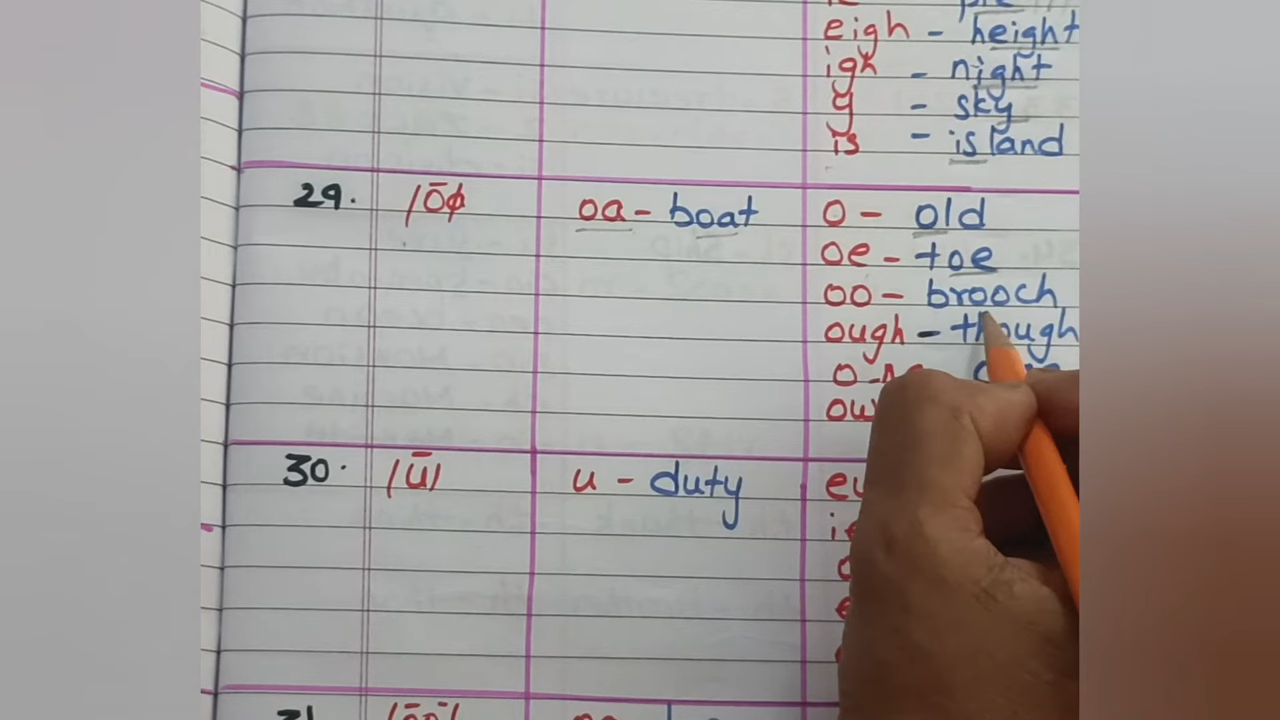 eigh - height
igh - night
y - sky
is - island
29. /ō/ oa - boat o - old
oe - toe
oo - brooch
ough - though
30. /ū/ u - duty